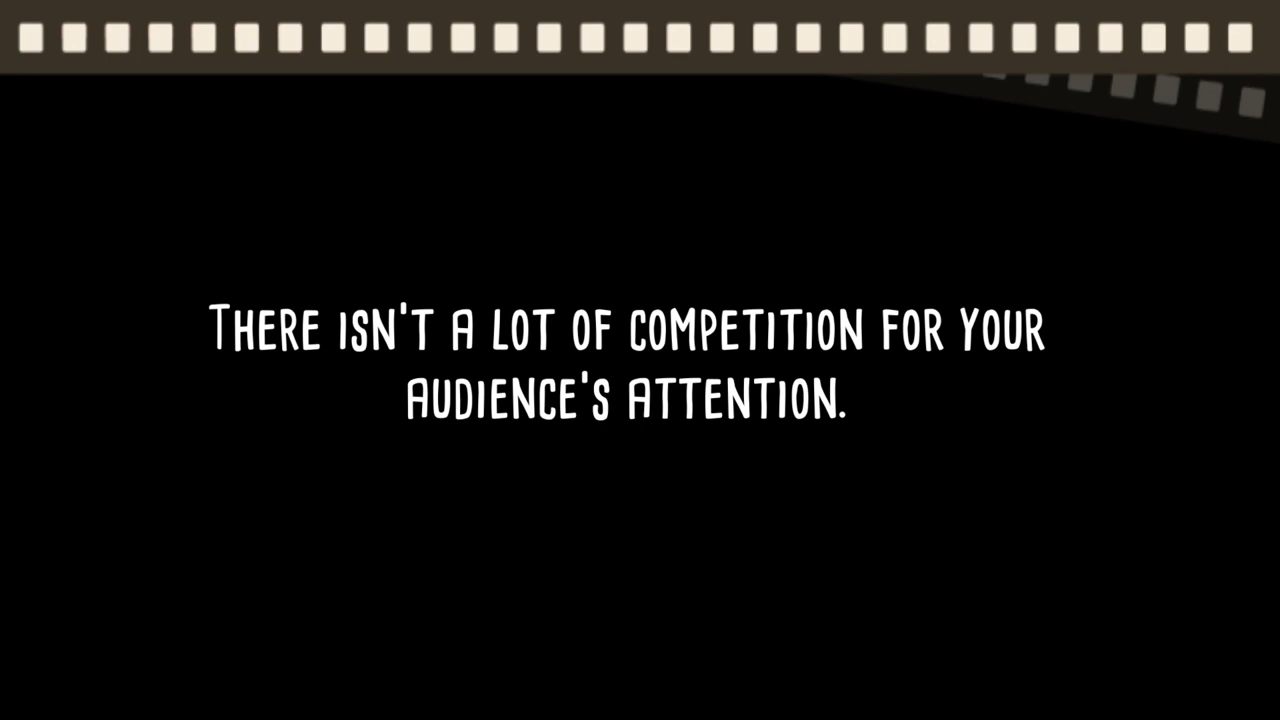 There isn't a lot of competition for your
audience's attention.